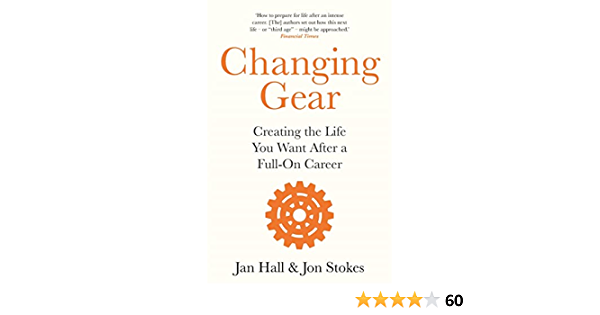 'How to prepare for life after an intense
career. [The] authors set out how this next
life – or "third age" – might be approached.'
Financial Times
Changing
Gear
Creating the Life
You Want After a
Full-On Career
Jan Hall & Jon Stokes
60